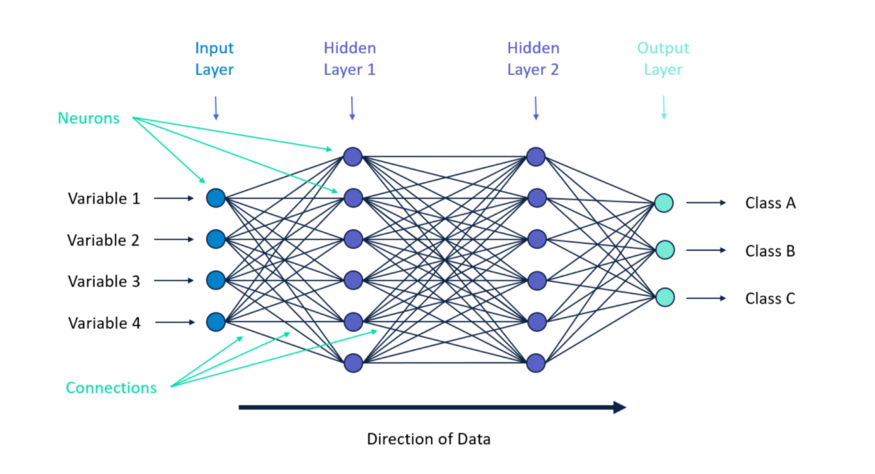 Input
Layer
Hidden
Layer 1
Hidden
Layer 2
Output
Layer
Neurons
Variable 1
Class A
Variable 2
Class B
Variable 3
Class C
Variable 4
Connections
Direction of Data